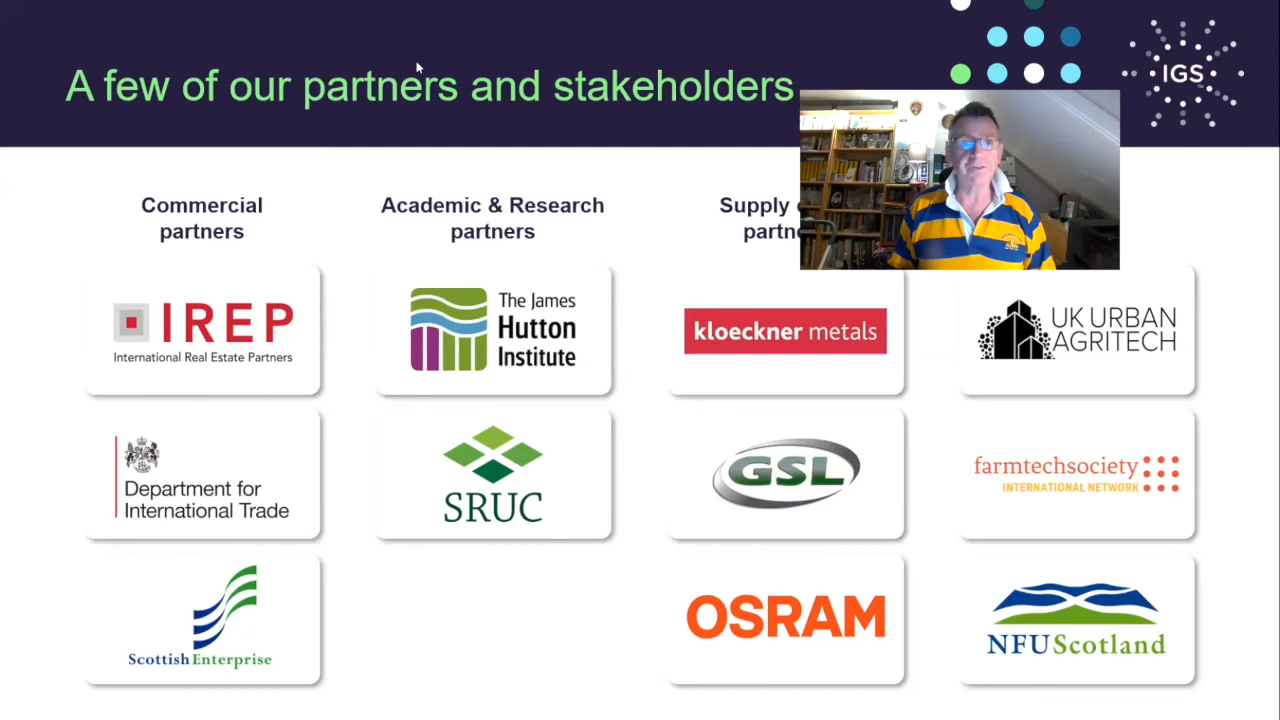 A few of our partners and stakeholders
IGS
Commercial
partners
Academic & Research
partners
Supply
IREP
International Real Estate Partners
The James
Hutton
Institute
kloeckner metals
UK URBAN
AGRITECH
Department for
International Trade
SRUC
GSL
farmtechsociety
INTERNATIONAL NETWORK
Scottish Enterprise
OSRAM
NFUScotland